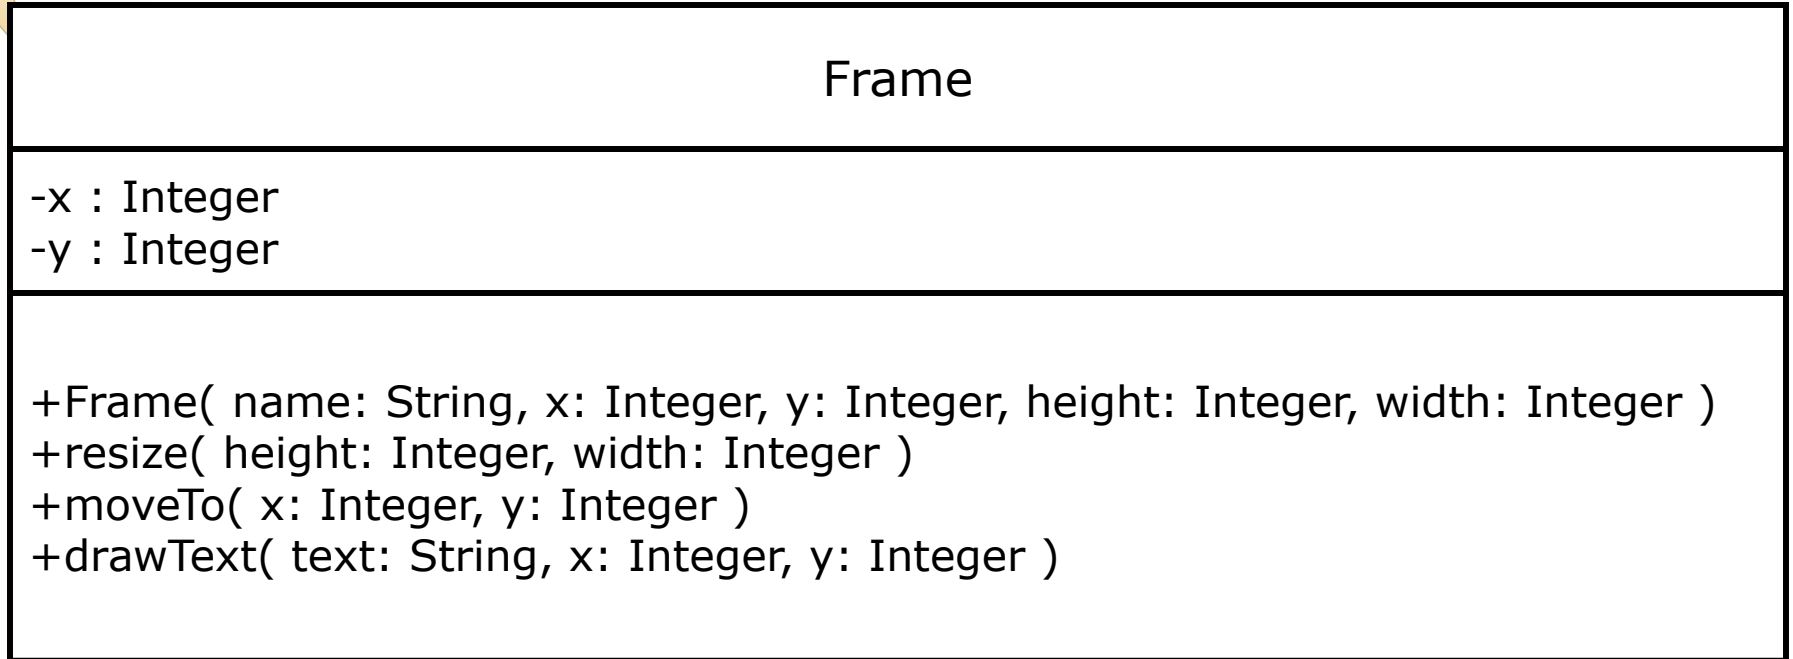 Frame
-x : Integer
-y : Integer
+Frame( name: String, x: Integer, y: Integer, height: Integer, width: Integer )
+resize( height: Integer, width: Integer )
+moveTo( x: Integer, y: Integer )
+drawText( text: String, x: Integer, y: Integer )